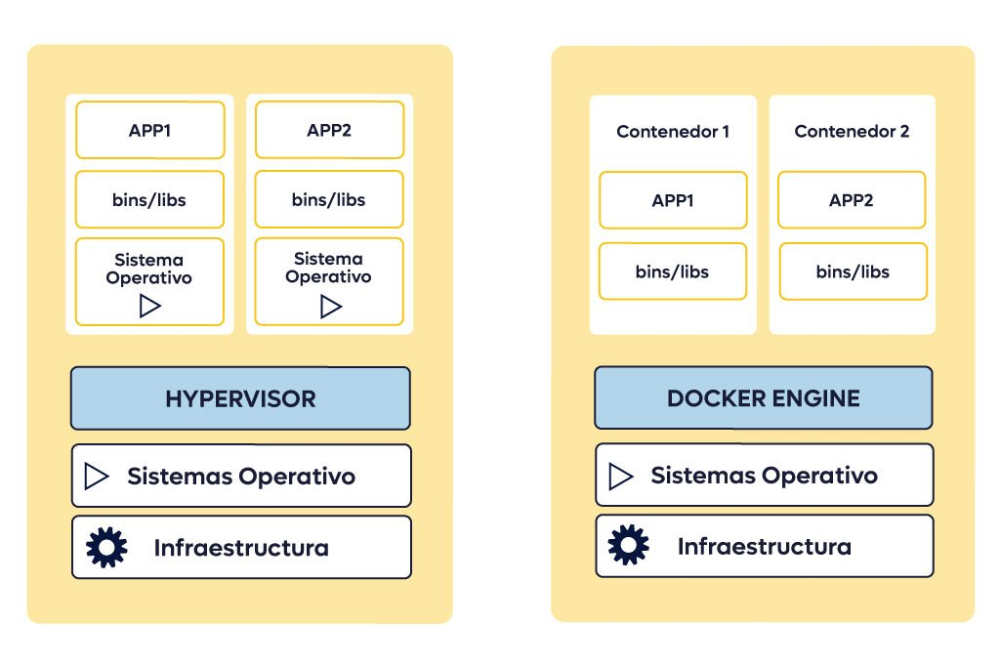 APP1
bins/libs
Sistema
Operativo
APP2
bins/libs
Sistema
Operativo
HYPERVISOR
Sistemas Operativo
Infraestructura
Contenedor 1
APP1
bins/libs
Contenedor 2
APP2
bins/libs
DOCKER ENGINE
Sistemas Operativo
Infraestructura